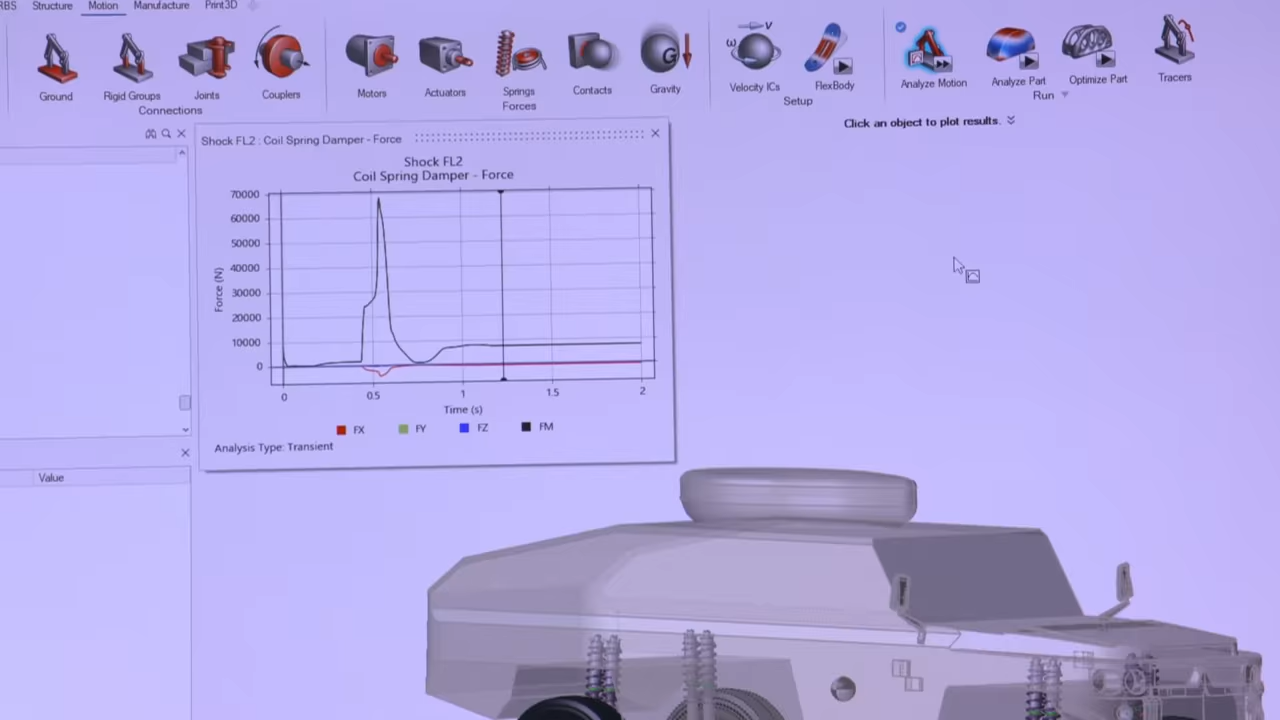 RBS Structure Motion Manufacture Print3D
Ground
Rigid Groups
Joints
Couplers
Connections
Motors
Actuators
Springs
Contacts
Gravity
Forces
G
ω v
Velocity ICs
FlexBody
Setup
Analyze Motion
Analyze Part
Optimize Part
Tracers
Run
Click an object to plot results.
Shock FL2 : Coil Spring Damper - Force
Shock FL2
Coil Spring Damper - Force
70000
60000
50000
40000
30000
20000
10000
0
Force (N)
0 0.5 1 1.5 2
Time (s)
FX FY FZ FM
Analysis Type: Transient
Value